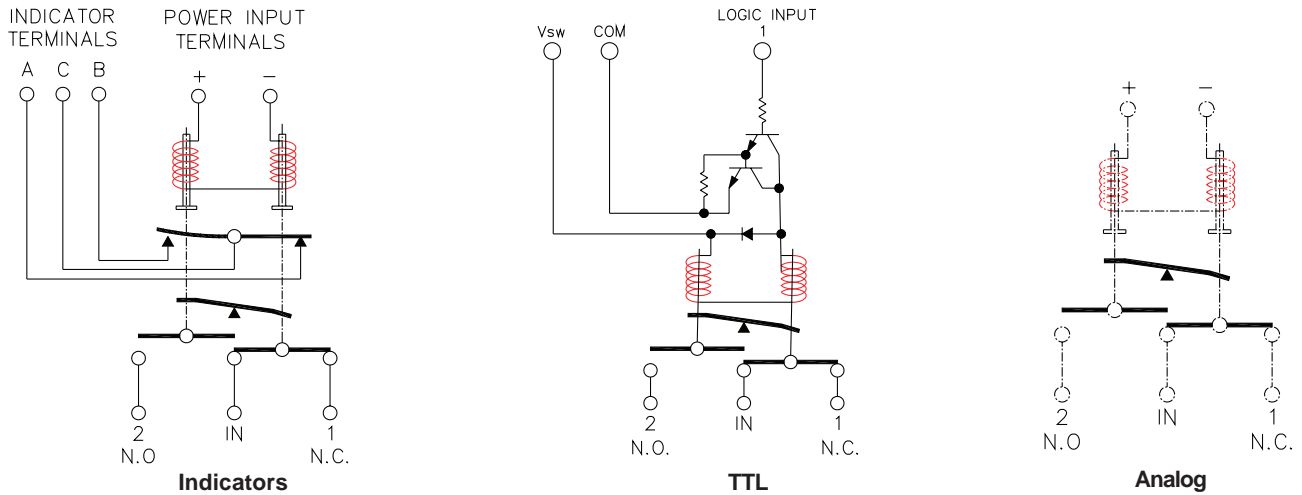 INDICATOR
TERMINALS
POWER INPUT
TERMINALS
A C B
+ −
2
N.O
IN
1
N.C.
Indicators
Vsw COM
LOGIC INPUT
1
2
N.O.
IN
1
N.C.
TTL
+ −
2
N.O.
IN
1
N.C.
Analog